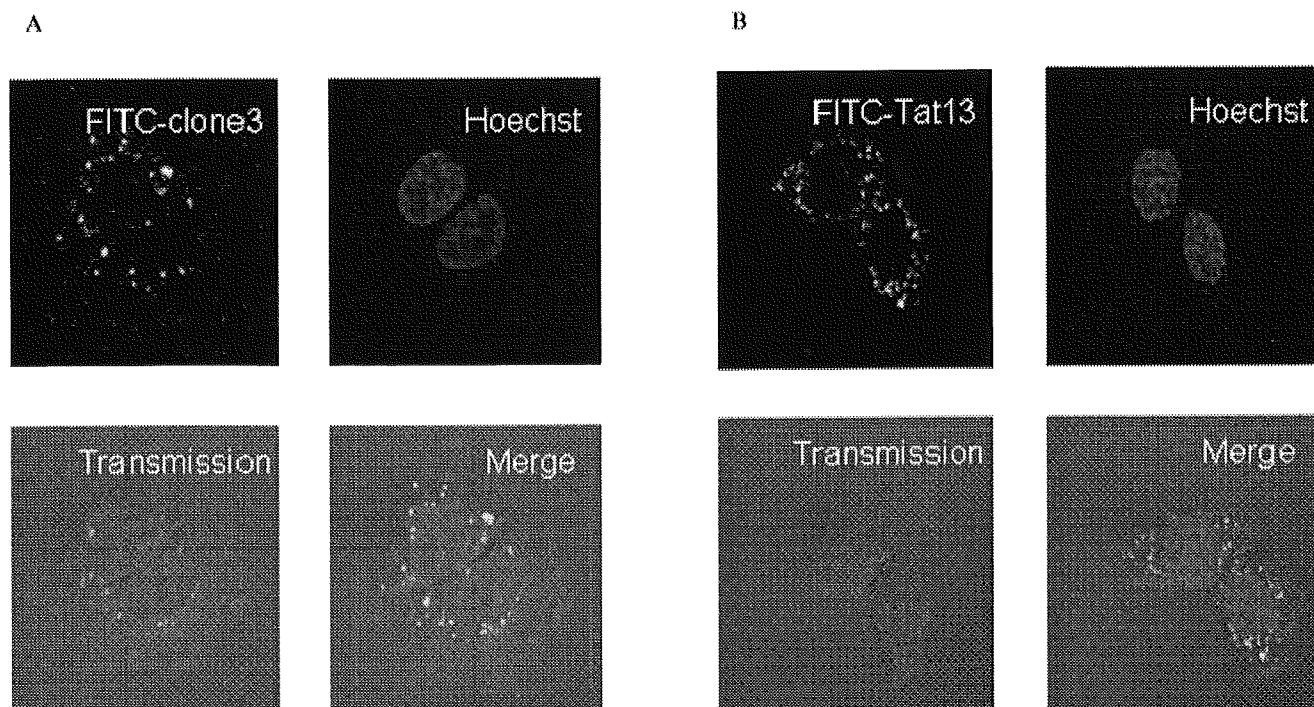 A
B
FITC-clone3
Hoechst
FITC-Tat13
Hoechst
Transmission
Merge
Transmission
Merge